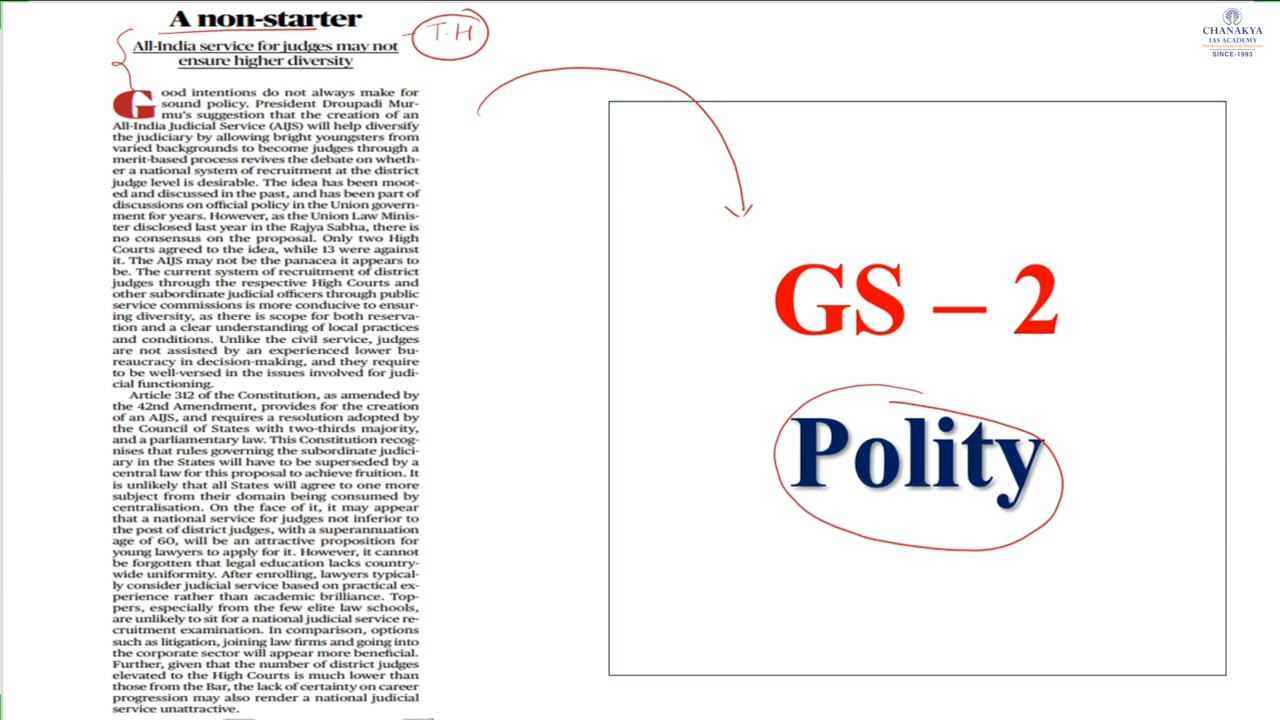 A non-starter
T.H
All-India service for judges may not
ensure higher diversity
Good intentions do not always make for
sound policy. President Droupadi Mur-
mu's suggestion that the creation of an
All-India Judicial Service (AIJS) will help diversify
the judiciary by allowing bright youngsters from
varied backgrounds to become judges through a
merit-based process revives the debate on wheth-
er a national system of recruitment at the district
judge level is desirable. The idea has been moot-
ed and discussed in the past, and has been part of
discussions on official policy in the Union govern-
ment for years. However, as the Union Law Minis-
ter disclosed last year in the Rajya Sabha, there is
no consensus on the proposal. Only two High
Courts agreed to the idea, while 13 were against
it. The AIJS may not be the panacea it appears to
be. The current system of recruitment of district
judges through the respective High Courts and
other subordinate judicial officers through public
service commissions is more conducive to ensur-
ing diversity, as there is scope for both reserva-
tion and a clear understanding of local practices
and conditions. Unlike the civil service, judges
are not assisted by an experienced lower bu-
reaucracy in decision-making, and they require
to be well-versed in the issues involved for judi-
cial functioning.
Article 312 of the Constitution, as amended by
the 42nd Amendment, provides for the creation
of an AIJS, and requires a resolution adopted by
the Council of States with two-thirds majority,
and a parliamentary law. This Constitution recog-
nises that rules governing the subordinate judici-
ary in the States will have to be superseded by a
central law for this proposal to achieve fruition. It
is unlikely that all States will agree to one more
subject from their domain being consumed by
centralisation. On the face of it, it may appear
that a national service for judges not inferior to
the post of district judges, with a superannuation
age of 60, will be an attractive proposition for
young lawyers to apply for it. However, it cannot
be forgotten that legal education lacks country-
wide uniformity. After enrolling, lawyers typical-
ly consider judicial service based on practical ex-
perience rather than academic brilliance. Top-
pers, especially from the few elite law schools,
are unlikely to sit for a national judicial service re-
cruitment examination. In comparison, options
such as litigation, joining law firms and going into
the corporate sector will appear more beneficial.
Further, given that the number of district judges
elevated to the High Courts is much lower than
those from the Bar, the lack of certainty on career
progression may also render a national judicial
service unattractive.
GS – 2
Polity
CHANAKYA
IAS ACADEMY
SINCE-1993